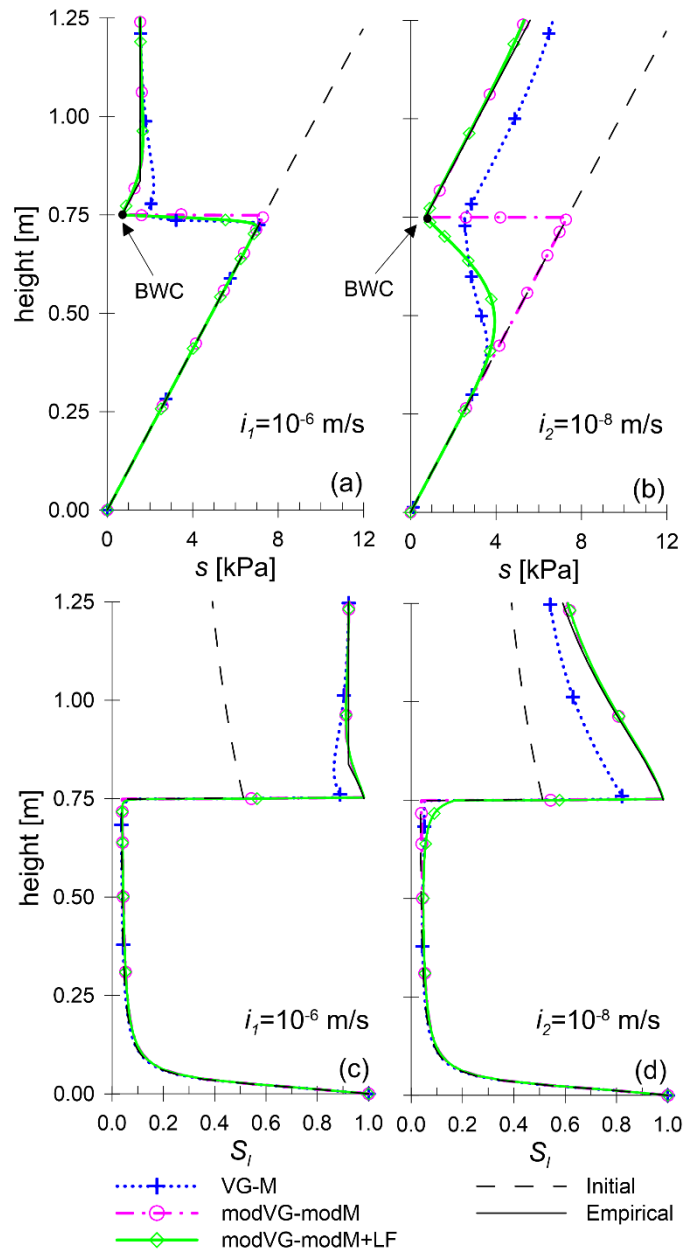 1.25
1.00
0.75
0.50
0.25
0.00
height [m]
BWC
i1=10-6 m/s
(a)
0 4 8 12
s [kPa]
BWC
i2=10-8 m/s
(b)
0 4 8 12
s [kPa]
1.25
1.00
0.75
0.50
0.25
0.00
height [m]
i1=10-6 m/s
(c)
0.0 0.2 0.4 0.6 0.8 1.0
Sl
i2=10-8 m/s
(d)
0.0 0.2 0.4 0.6 0.8 1.0
Sl
VG-M
modVG-modM
modVG-modM+LF
Initial
Empirical